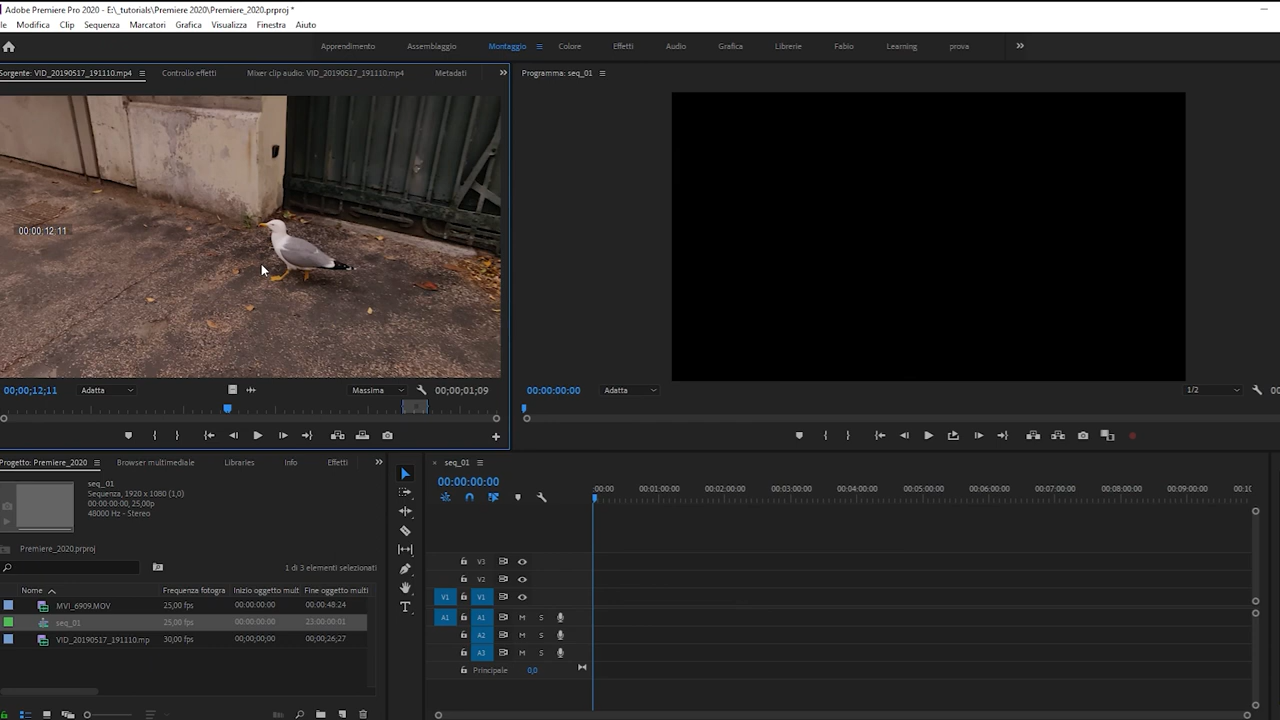 Adobe Premiere Pro 2020 - E:\_tutorials\Premiere 2020\Premiere_2020.prproj *
Modifica Clip Sequenza Marcatori Grafica Visualizza Finestra Aiuto
Apprendimento Assemblaggio Montaggio Colore Effetti Audio Grafica Librerie Fabio Learning prova
Sorgente: VID_20190517_191110.mp4 Controllo effetti Mixer clip audio: VID_20190517_191110.mp4 Metadati
Programma: seq_01
00:00:12:11
00;00;12;11 Adatta Massima 00;00;01;09
00:00:00:00 Adatta 1/2
Progetto: Premiere_2020 Browser multimediale Libraries Info Effetti
seq_01
Sequenza, 1920 x 1080 (1,0)
00:00:00:00, 25,00p
48000 Hz - Stereo
Premiere_2020.prproj
1 di 3 elementi selezionati
Nome Frequenza fotogra Inizio oggetto mult Fine oggetto multi
MVI_6909.MOV 25,00 fps 00:00:00:00 00:00:48:24
seq_01 25,00 fps 00:00:00:00 23:00:00:01
VID_20190517_191110.mp 30,00 fps 00;00;00;00 00;00;26;27
seq_01
00:00:00:00
:00:00 00:01:00:00 00:02:00:00 00:03:00:00 00:04:00:00 00:05:00:00 00:06:00:00 00:07:00:00 00:08:00:00 00:09:00:00 00:10
V3
V2
V1 V1
A1 A1 M S
A2 M S
A3 M S
Principale 0,0